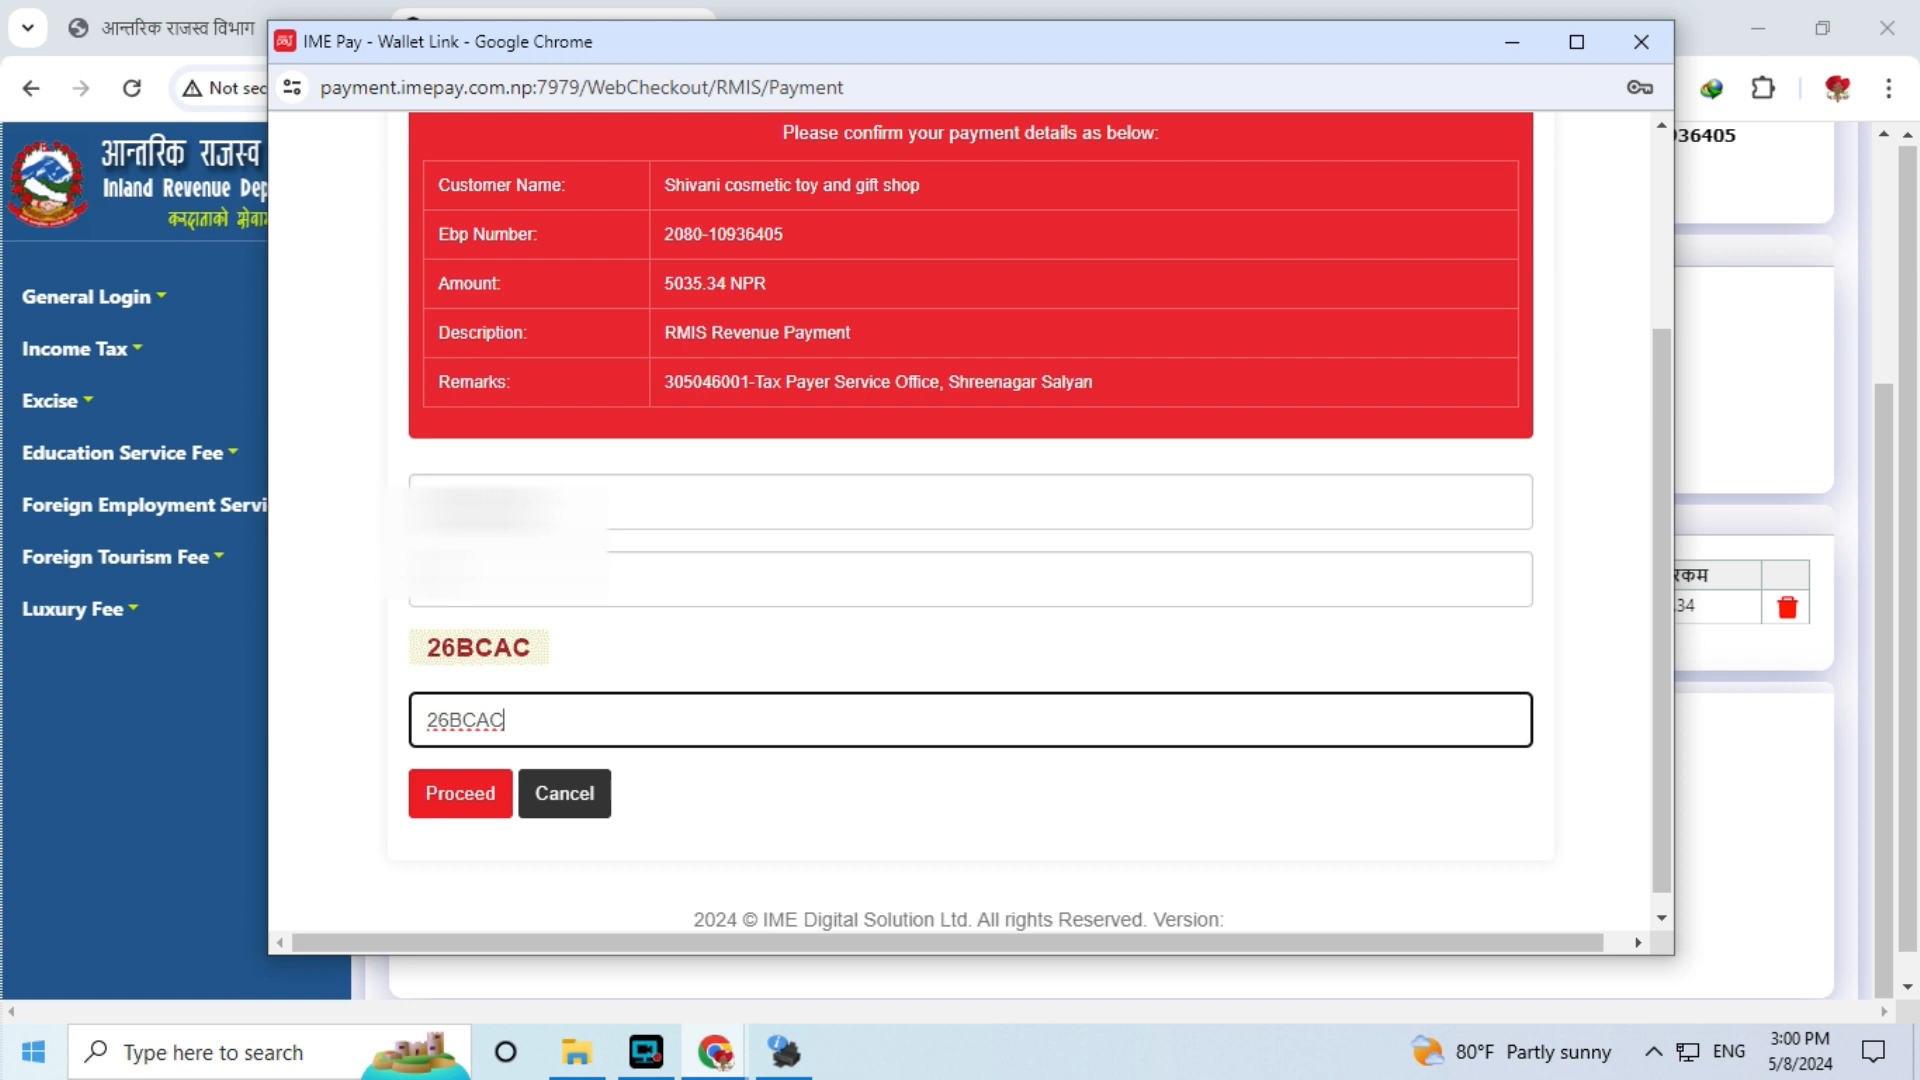 आन्तरिक राजस्व विभाग
IME Pay - Wallet Link - Google Chrome
Not sec
payment.imepay.com.np:7979/WebCheckout/RMIS/Payment
आन्तरिक राजस्व
Inland Revenue Dep
General Login
Income Tax
Excise
Education Service Fee
Foreign Employment Servi
Foreign Tourism Fee
Luxury Fee
Please confirm your payment details as below:
Customer Name: Shivani cosmetic toy and gift shop
Ebp Number: 2080-10936405
Amount: 5035.34 NPR
Description: RMIS Revenue Payment
Remarks: 305046001-Tax Payer Service Office, Shreenagar Salyan
26BCAC
26BCAC
Proceed Cancel
2024 © IME Digital Solution Ltd. All rights Reserved. Version:
936405
रकम
.34
Type here to search
80°F Partly sunny
ENG
3:00 PM
5/8/2024